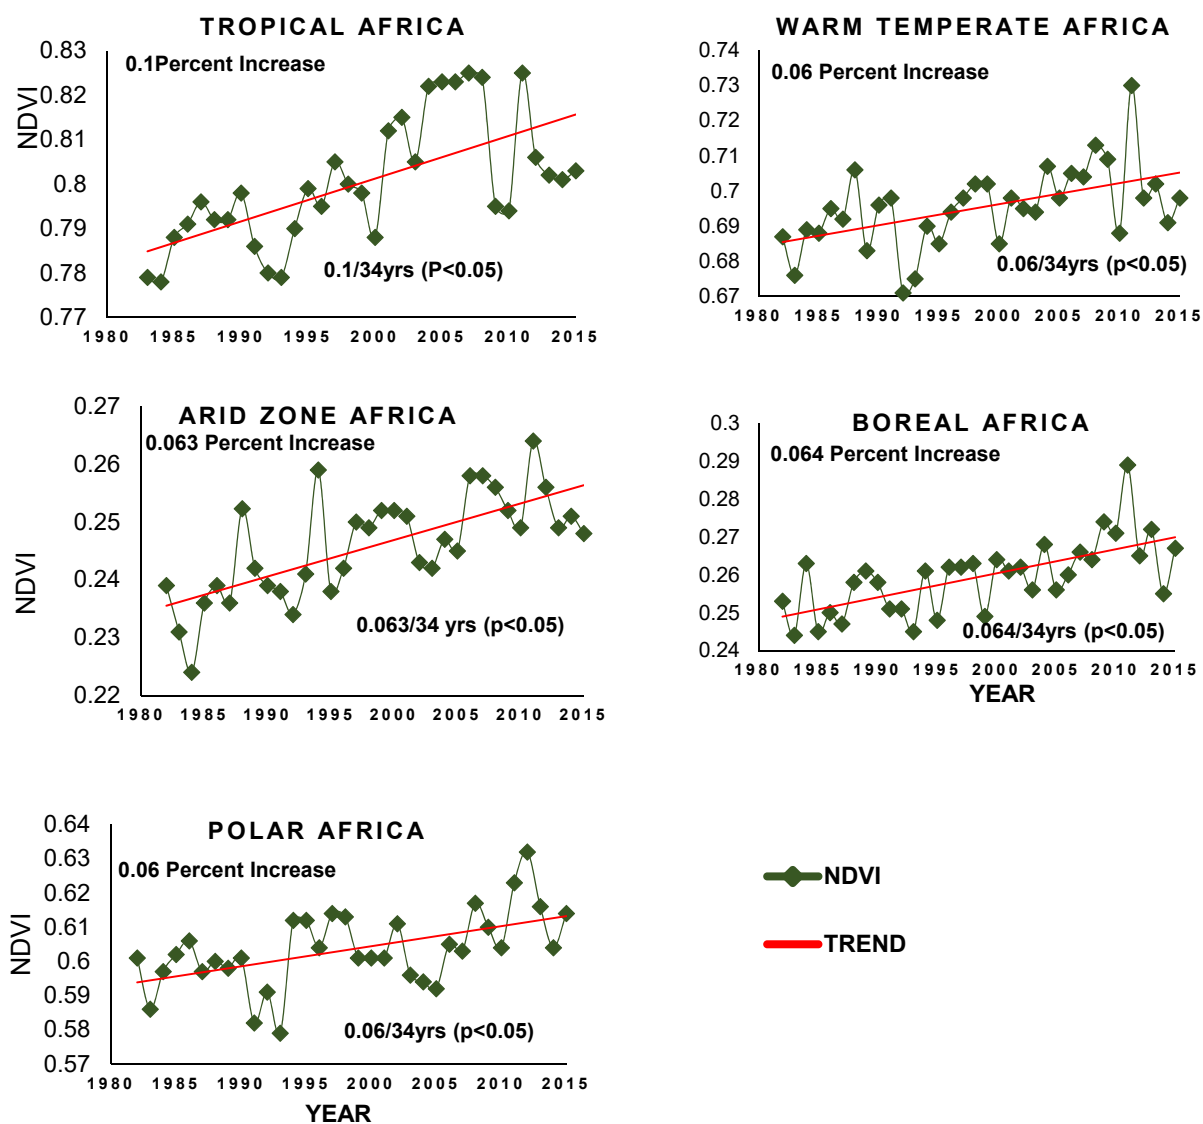 TROPICAL AFRICA
0.1Percent Increase
NDVI
0.83
0.82
0.81
0.8
0.79
0.78
0.77
0.1/34yrs (P<0.05)
1980 1985 1990 1995 2000 2005 2010 2015
WARM TEMPERATE AFRICA
0.06 Percent Increase
0.74
0.73
0.72
0.71
0.7
0.69
0.68
0.67
0.06/34yrs (p<0.05)
1980 1985 1990 1995 2000 2005 2010 2015
ARID ZONE AFRICA
0.063 Percent Increase
NDVI
0.27
0.26
0.25
0.24
0.23
0.22
0.063/34 yrs (p<0.05)
1980 1985 1990 1995 2000 2005 2010 2015
BOREAL AFRICA
0.064 Percent Increase
0.3
0.29
0.28
0.27
0.26
0.25
0.24
0.064/34yrs (p<0.05)
1980 1985 1990 1995 2000 2005 2010 2015
YEAR
POLAR AFRICA
0.06 Percent Increase
NDVI
0.64
0.63
0.62
0.61
0.6
0.59
0.58
0.57
0.06/34yrs (p<0.05)
1980 1985 1990 1995 2000 2005 2010 2015
YEAR
NDVI
TREND